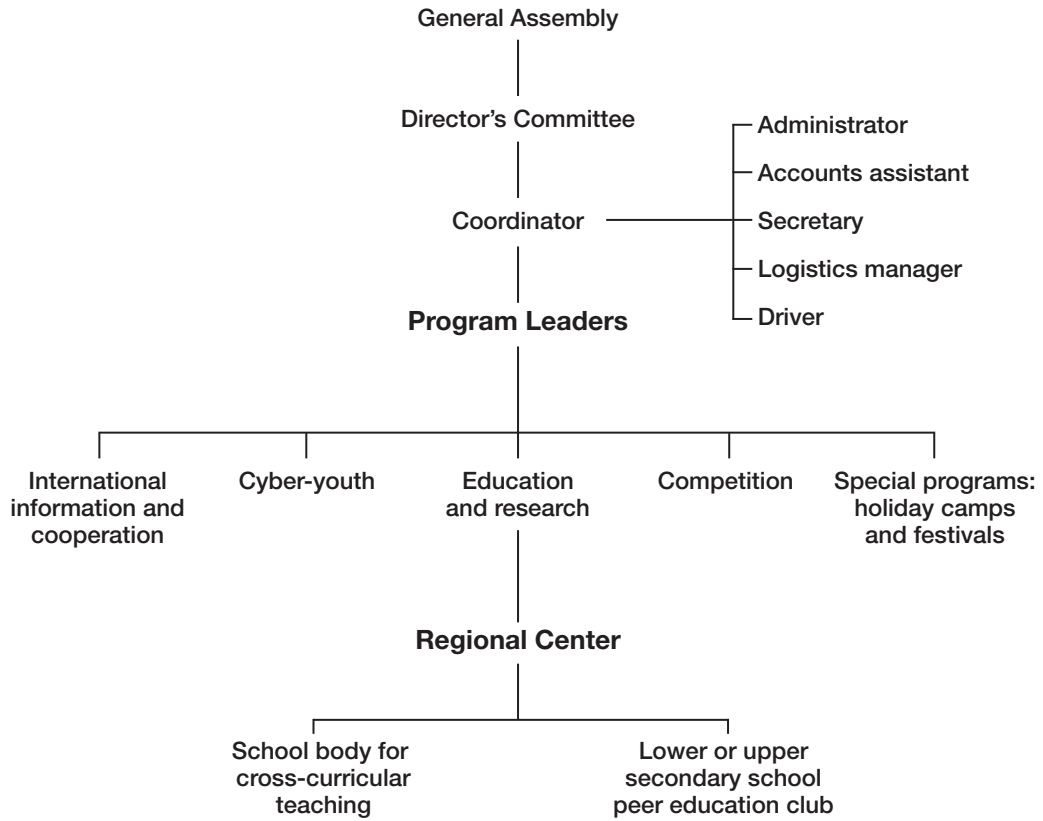 General Assembly
Director’s Committee
Coordinator
Administrator
Accounts assistant
Secretary
Logistics manager
Driver
Program Leaders
International
information and
cooperation
Cyber-youth
Education
and research
Competition
Special programs:
holiday camps
and festivals
Regional Center
School body for
cross-curricular
teaching
Lower or upper
secondary school
peer education club